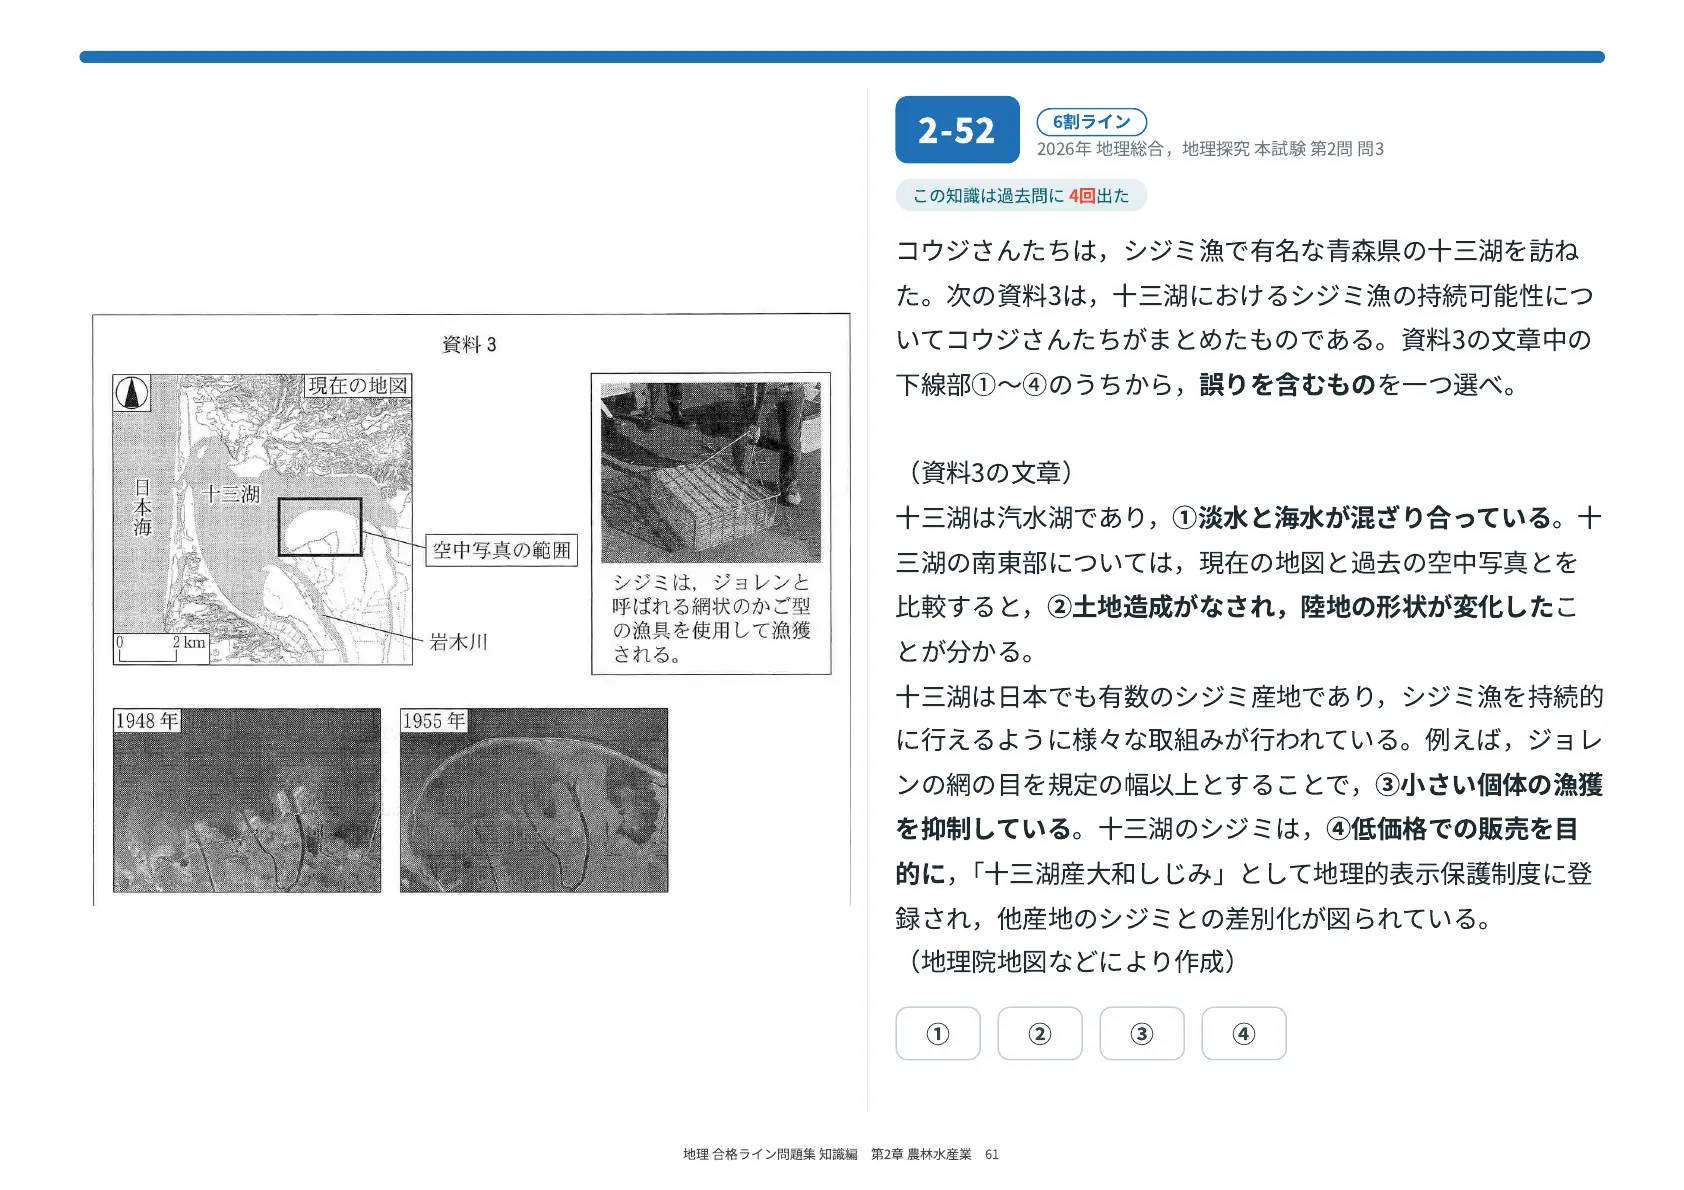 資料 3
現在の地図
日本海
十三湖
空中写真の範囲
岩木川
0 2 km
シジミは，ジョレンと
呼ばれる網状のかご型
の漁具を使用して漁獲
される。
1948 年
1955 年
2-52
6割ライン
2026年 地理総合，地理探究 本試験 第2問 問3
この知識は過去問に 4回出た
コウジさんたちは，シジミ漁で有名な青森県の十三湖を訪ね
た。次の資料3は，十三湖におけるシジミ漁の持続可能性につ
いてコウジさんたちがまとめたものである。資料3の文章中の
下線部①～④のうちから，誤りを含むものを一つ選べ。
（資料3の文章）
十三湖は汽水湖であり，①淡水と海水が混ざり合っている。十
三湖の南東部については，現在の地図と過去の空中写真とを
比較すると，②土地造成がなされ，陸地の形状が変化したこ
とが分かる。
十三湖は日本でも有数のシジミ産地であり，シジミ漁を持続的
に行えるように様々な取組みが行われている。例えば，ジョレ
ンの網の目を規定の幅以上とすることで，③小さい個体の漁獲
を抑制している。十三湖のシジミは，④低価格での販売を目
的に，「十三湖産大和しじみ」として地理的表示保護制度に登
録され，他産地のシジミとの差別化が図られている。
（地理院地図などにより作成）
① ② ③ ④
地理 合格ライン問題集 知識編　第2章 農林水産業　61